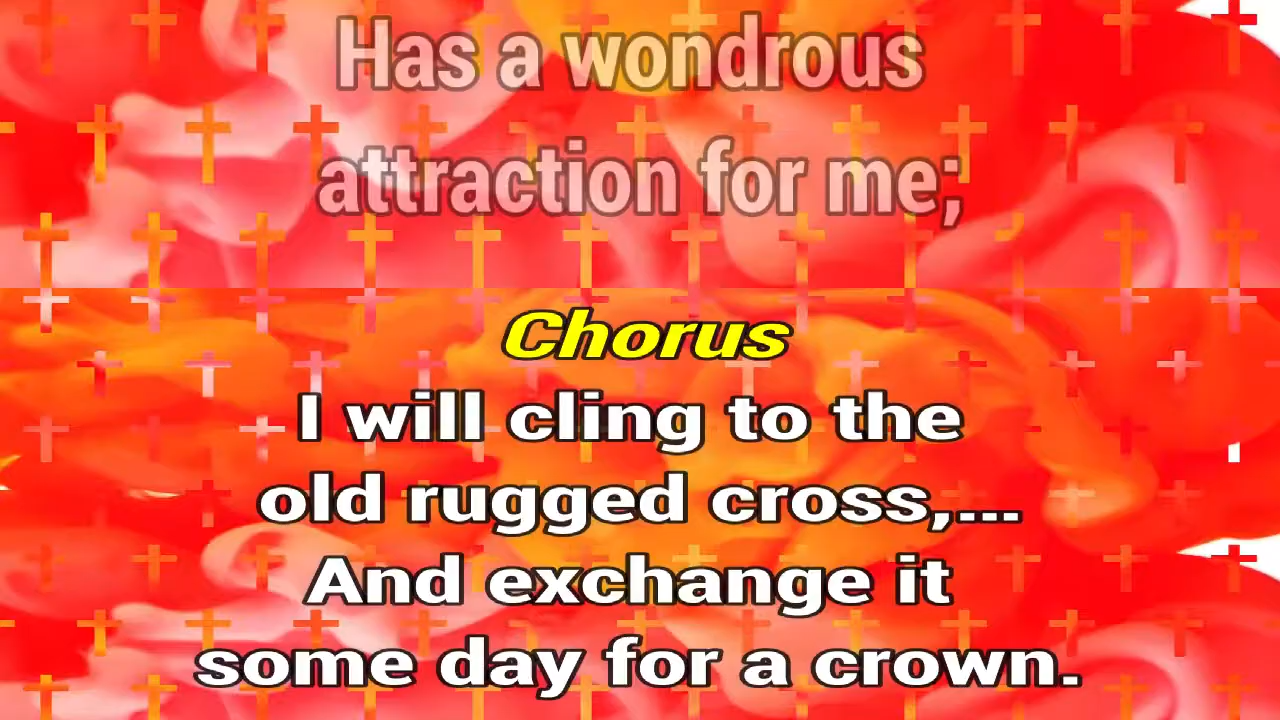 Has a wondrous
attraction for me;
Chorus
I will cling to the
old rugged cross,...
And exchange it
some day for a crown.